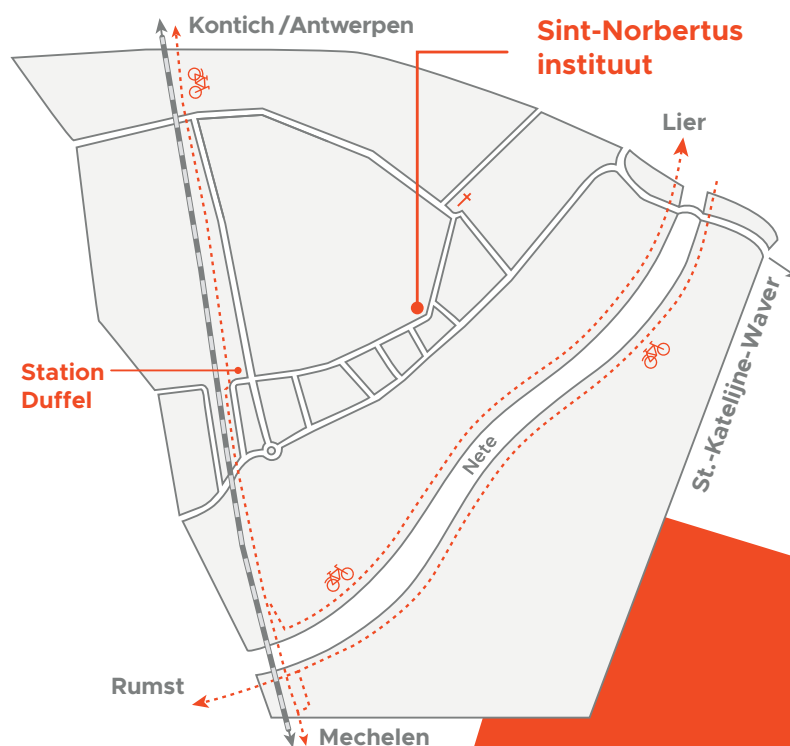 Kontich /Antwerpen
Sint-Norbertus
instituut
Lier
Station
Duffel
St.-Katelijne-Waver
Nete
Rumst
Mechelen